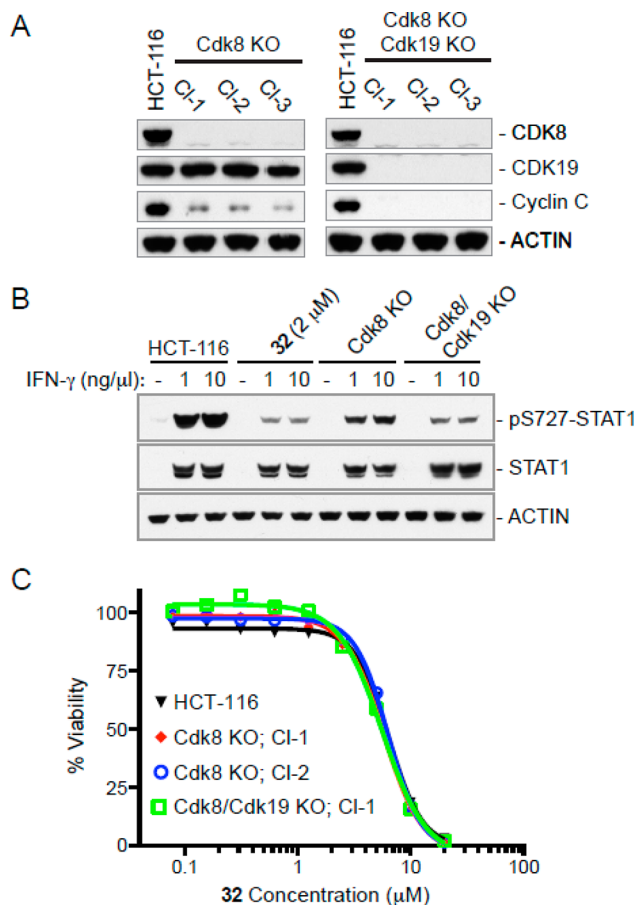 A
HCT-116
Cdk8 KO
Cl-1
Cl-2
Cl-3
HCT-116
Cdk8 KO
Cdk19 KO
Cl-1
Cl-2
Cl-3
- CDK8
- CDK19
- Cyclin C
- ACTIN
B
HCT-116
32 (2 μM)
Cdk8 KO
Cdk8/
Cdk19 KO
IFN-γ (ng/μl): - 1 10 - 1 10 - 1 10 - 1 10
- pS727-STAT1
- STAT1
- ACTIN
C
% Viability
100
75
50
25
0
HCT-116
Cdk8 KO; Cl-1
Cdk8 KO; Cl-2
Cdk8/Cdk19 KO; Cl-1
0.1 1 10 100
32 Concentration (μM)